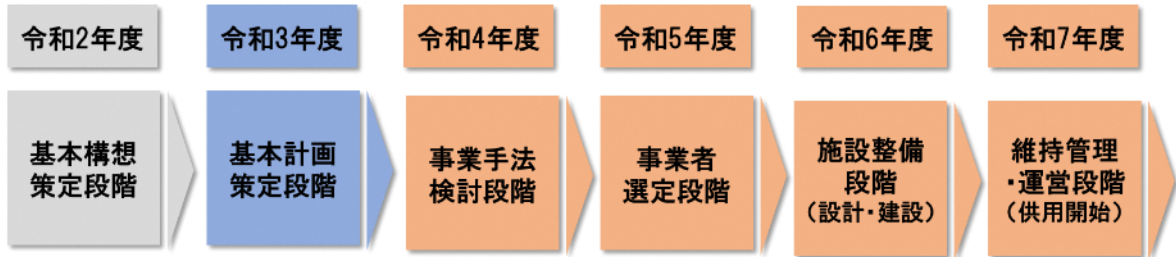 令和2年度
令和3年度
令和4年度
令和5年度
令和6年度
令和7年度
基本構想
策定段階
基本計画
策定段階
事業手法
検討段階
事業者
選定段階
施設整備
段階
（設計・建設）
維持管理
・運営段階
（供用開始）